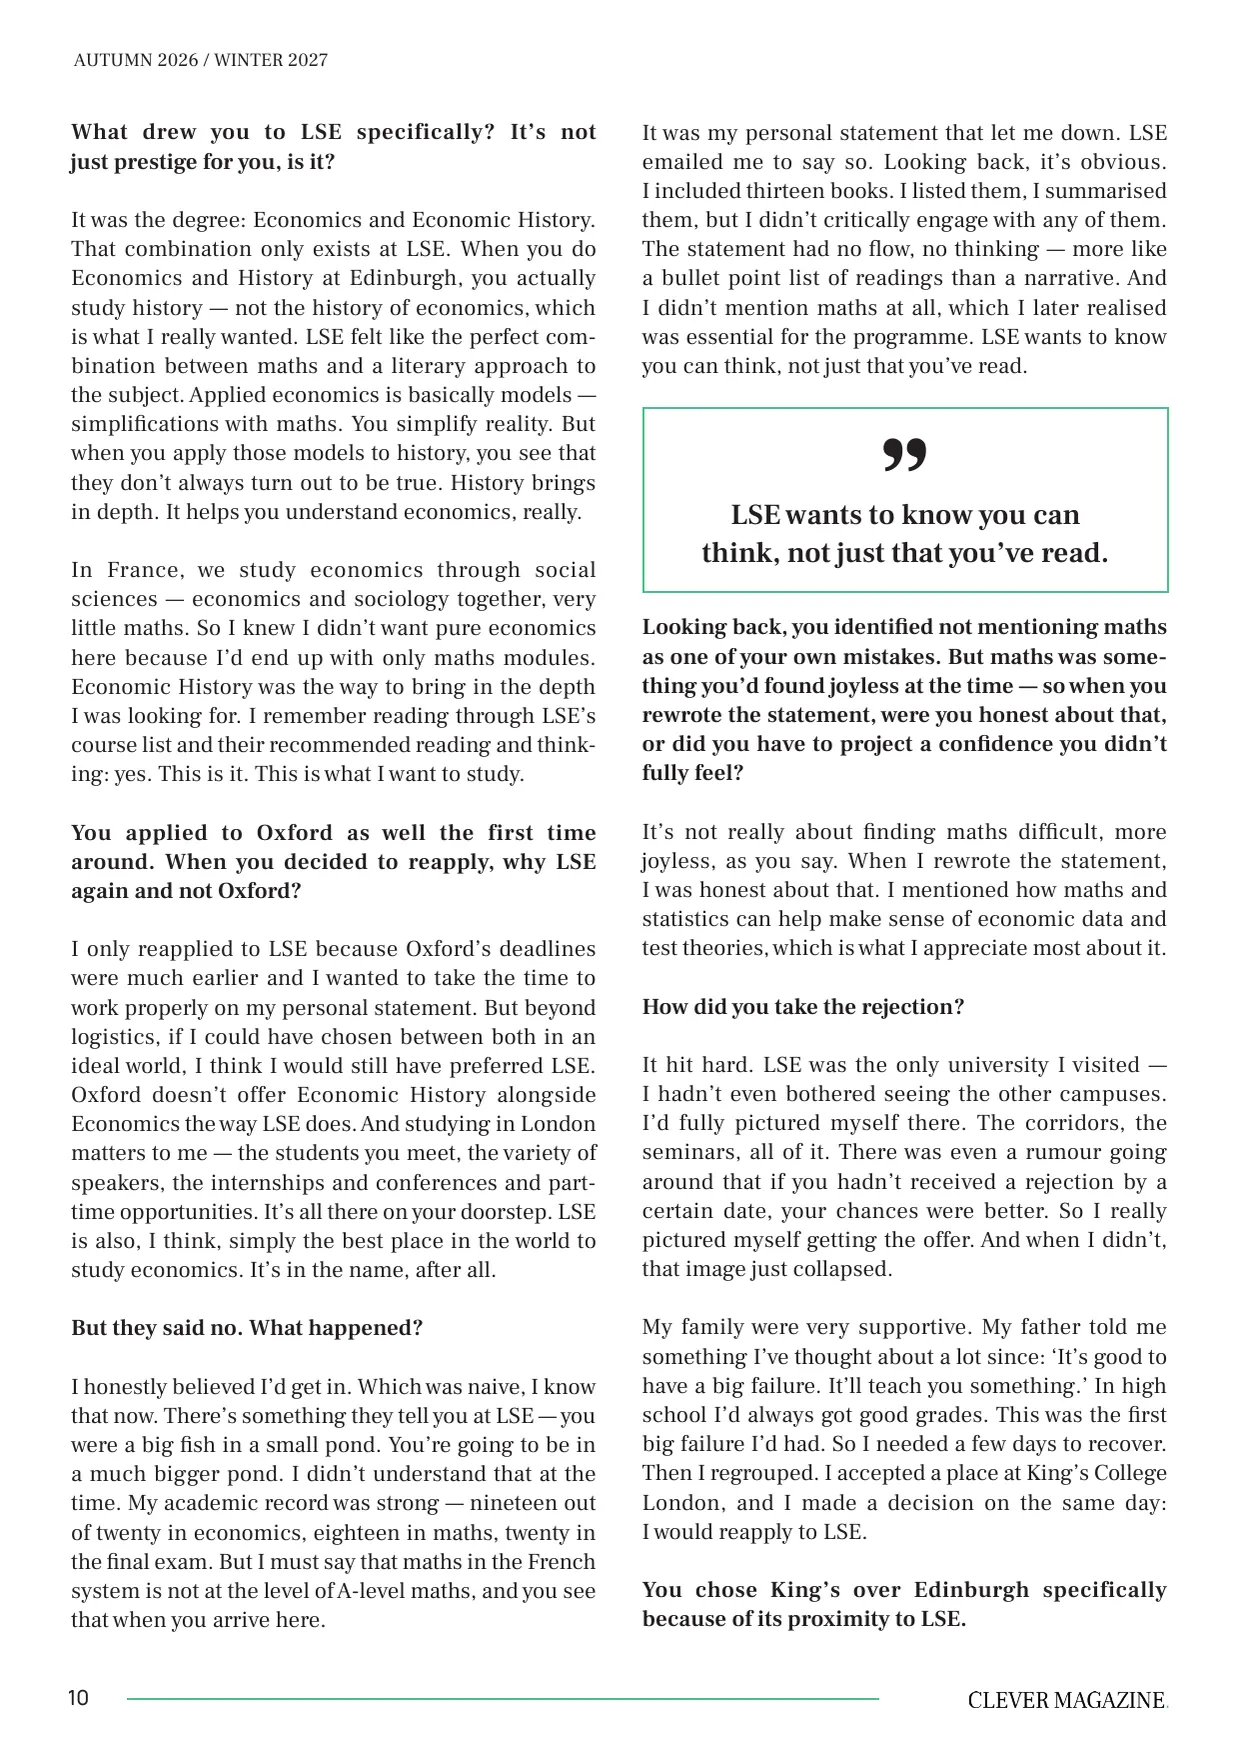 AUTUMN 2026 / WINTER 2027
What drew you to LSE specifically? It’s not
just prestige for you, is it?
It was the degree: Economics and Economic History.
That combination only exists at LSE. When you do
Economics and History at Edinburgh, you actually
study history — not the history of economics, which
is what I really wanted. LSE felt like the perfect com-
bination between maths and a literary approach to
the subject. Applied economics is basically models —
simplifications with maths. You simplify reality. But
when you apply those models to history, you see that
they don’t always turn out to be true. History brings
in depth. It helps you understand economics, really.
In France, we study economics through social
sciences — economics and sociology together, very
little maths. So I knew I didn’t want pure economics
here because I’d end up with only maths modules.
Economic History was the way to bring in the depth
I was looking for. I remember reading through LSE’s
course list and their recommended reading and think-
ing: yes. This is it. This is what I want to study.
You applied to Oxford as well the first time
around. When you decided to reapply, why LSE
again and not Oxford?
I only reapplied to LSE because Oxford’s deadlines
were much earlier and I wanted to take the time to
work properly on my personal statement. But beyond
logistics, if I could have chosen between both in an
ideal world, I think I would still have preferred LSE.
Oxford doesn’t offer Economic History alongside
Economics the way LSE does. And studying in London
matters to me — the students you meet, the variety of
speakers, the internships and conferences and part-
time opportunities. It’s all there on your doorstep. LSE
is also, I think, simply the best place in the world to
study economics. It’s in the name, after all.
But they said no. What happened?
I honestly believed I’d get in. Which was naive, I know
that now. There’s something they tell you at LSE — you
were a big fish in a small pond. You’re going to be in
a much bigger pond. I didn’t understand that at the
time. My academic record was strong — nineteen out
of twenty in economics, eighteen in maths, twenty in
the final exam. But I must say that maths in the French
system is not at the level of A-level maths, and you see
that when you arrive here.
It was my personal statement that let me down. LSE
emailed me to say so. Looking back, it’s obvious.
I included thirteen books. I listed them, I summarised
them, but I didn’t critically engage with any of them.
The statement had no flow, no thinking — more like
a bullet point list of readings than a narrative. And
I didn’t mention maths at all, which I later realised
was essential for the programme. LSE wants to know
you can think, not just that you’ve read.
”
LSE wants to know you can
think, not just that you’ve read.
Looking back, you identified not mentioning maths
as one of your own mistakes. But maths was some-
thing you’d found joyless at the time — so when you
rewrote the statement, were you honest about that,
or did you have to project a confidence you didn’t
fully feel?
It’s not really about finding maths difficult, more
joyless, as you say. When I rewrote the statement,
I was honest about that. I mentioned how maths and
statistics can help make sense of economic data and
test theories, which is what I appreciate most about it.
How did you take the rejection?
It hit hard. LSE was the only university I visited —
I hadn’t even bothered seeing the other campuses.
I’d fully pictured myself there. The corridors, the
seminars, all of it. There was even a rumour going
around that if you hadn’t received a rejection by a
certain date, your chances were better. So I really
pictured myself getting the offer. And when I didn’t,
that image just collapsed.
My family were very supportive. My father told me
something I’ve thought about a lot since: ‘It’s good to
have a big failure. It’ll teach you something.’ In high
school I’d always got good grades. This was the first
big failure I’d had. So I needed a few days to recover.
Then I regrouped. I accepted a place at King’s College
London, and I made a decision on the same day:
I would reapply to LSE.
You chose King’s over Edinburgh specifically
because of its proximity to LSE.
10
CLEVER MAGAZINE.